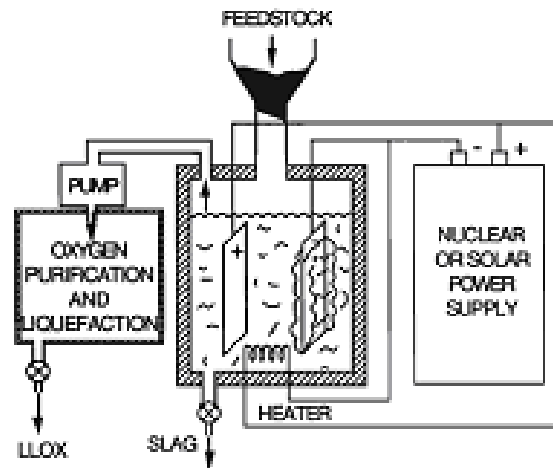 FEEDSTOCK
PUMP
- +
+
OXYGEN
PURIFICATION
AND
LIQUEFACTION
NUCLEAR
OR SOLAR
POWER
SUPPLY
HEATER
LLOX
SLAG